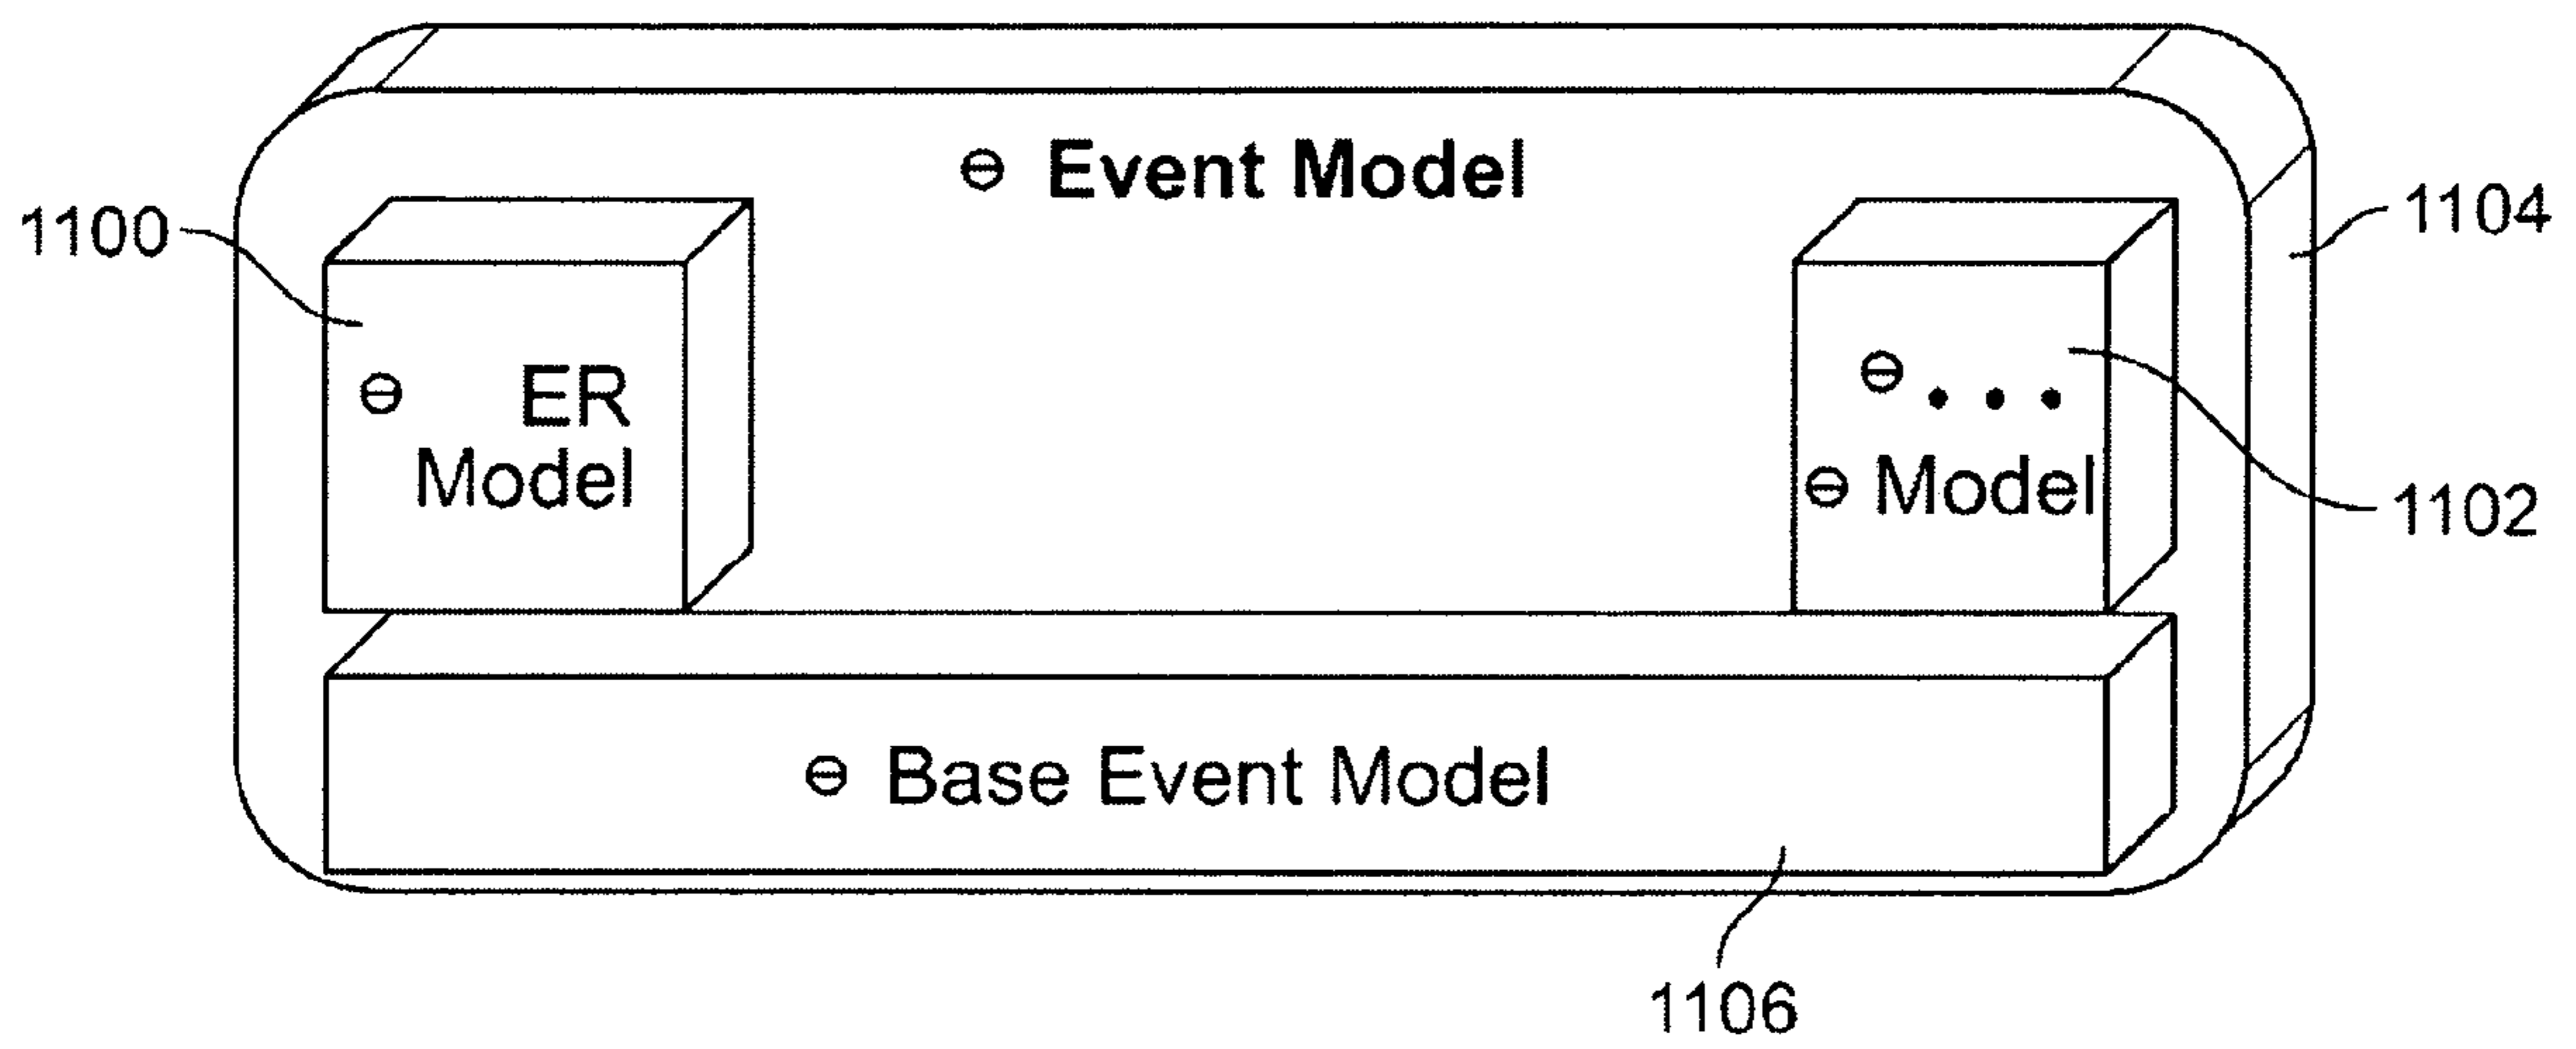 ⊖ Event Model
1100
1104
⊖ ER
Model
⊖...
⊖ Model
1102
⊖ Base Event Model
1106